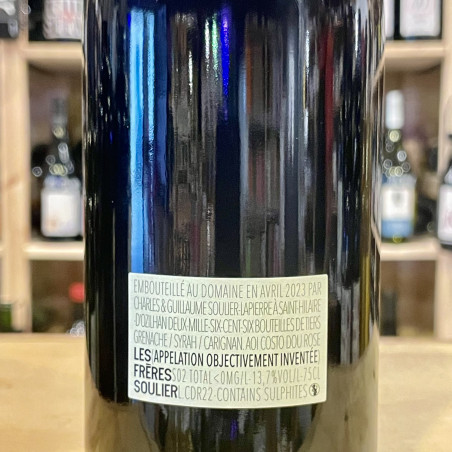 EMBOUTEILLÉ AU DOMAINE EN AVRIL 2023 PAR
CHARLES & GUILLAUME SOULIER-LAPIERRE À SAINT-HILAIRE
D'OZILHAN DEUX-MILLE-SIX-CENT-SIX BOUTEILLES DE TIERS
GRENACHE / SYRAH / CARIGNAN. AOI COSTO DOU ROSE
LES (APPELATION OBJECTIVEMENT INVENTÉE)
FRÈRES SO2 TOTAL <0MG/L-13,7%VOL/L-75CL
SOULIER L.CDR22-CONTAINS SULPHITES